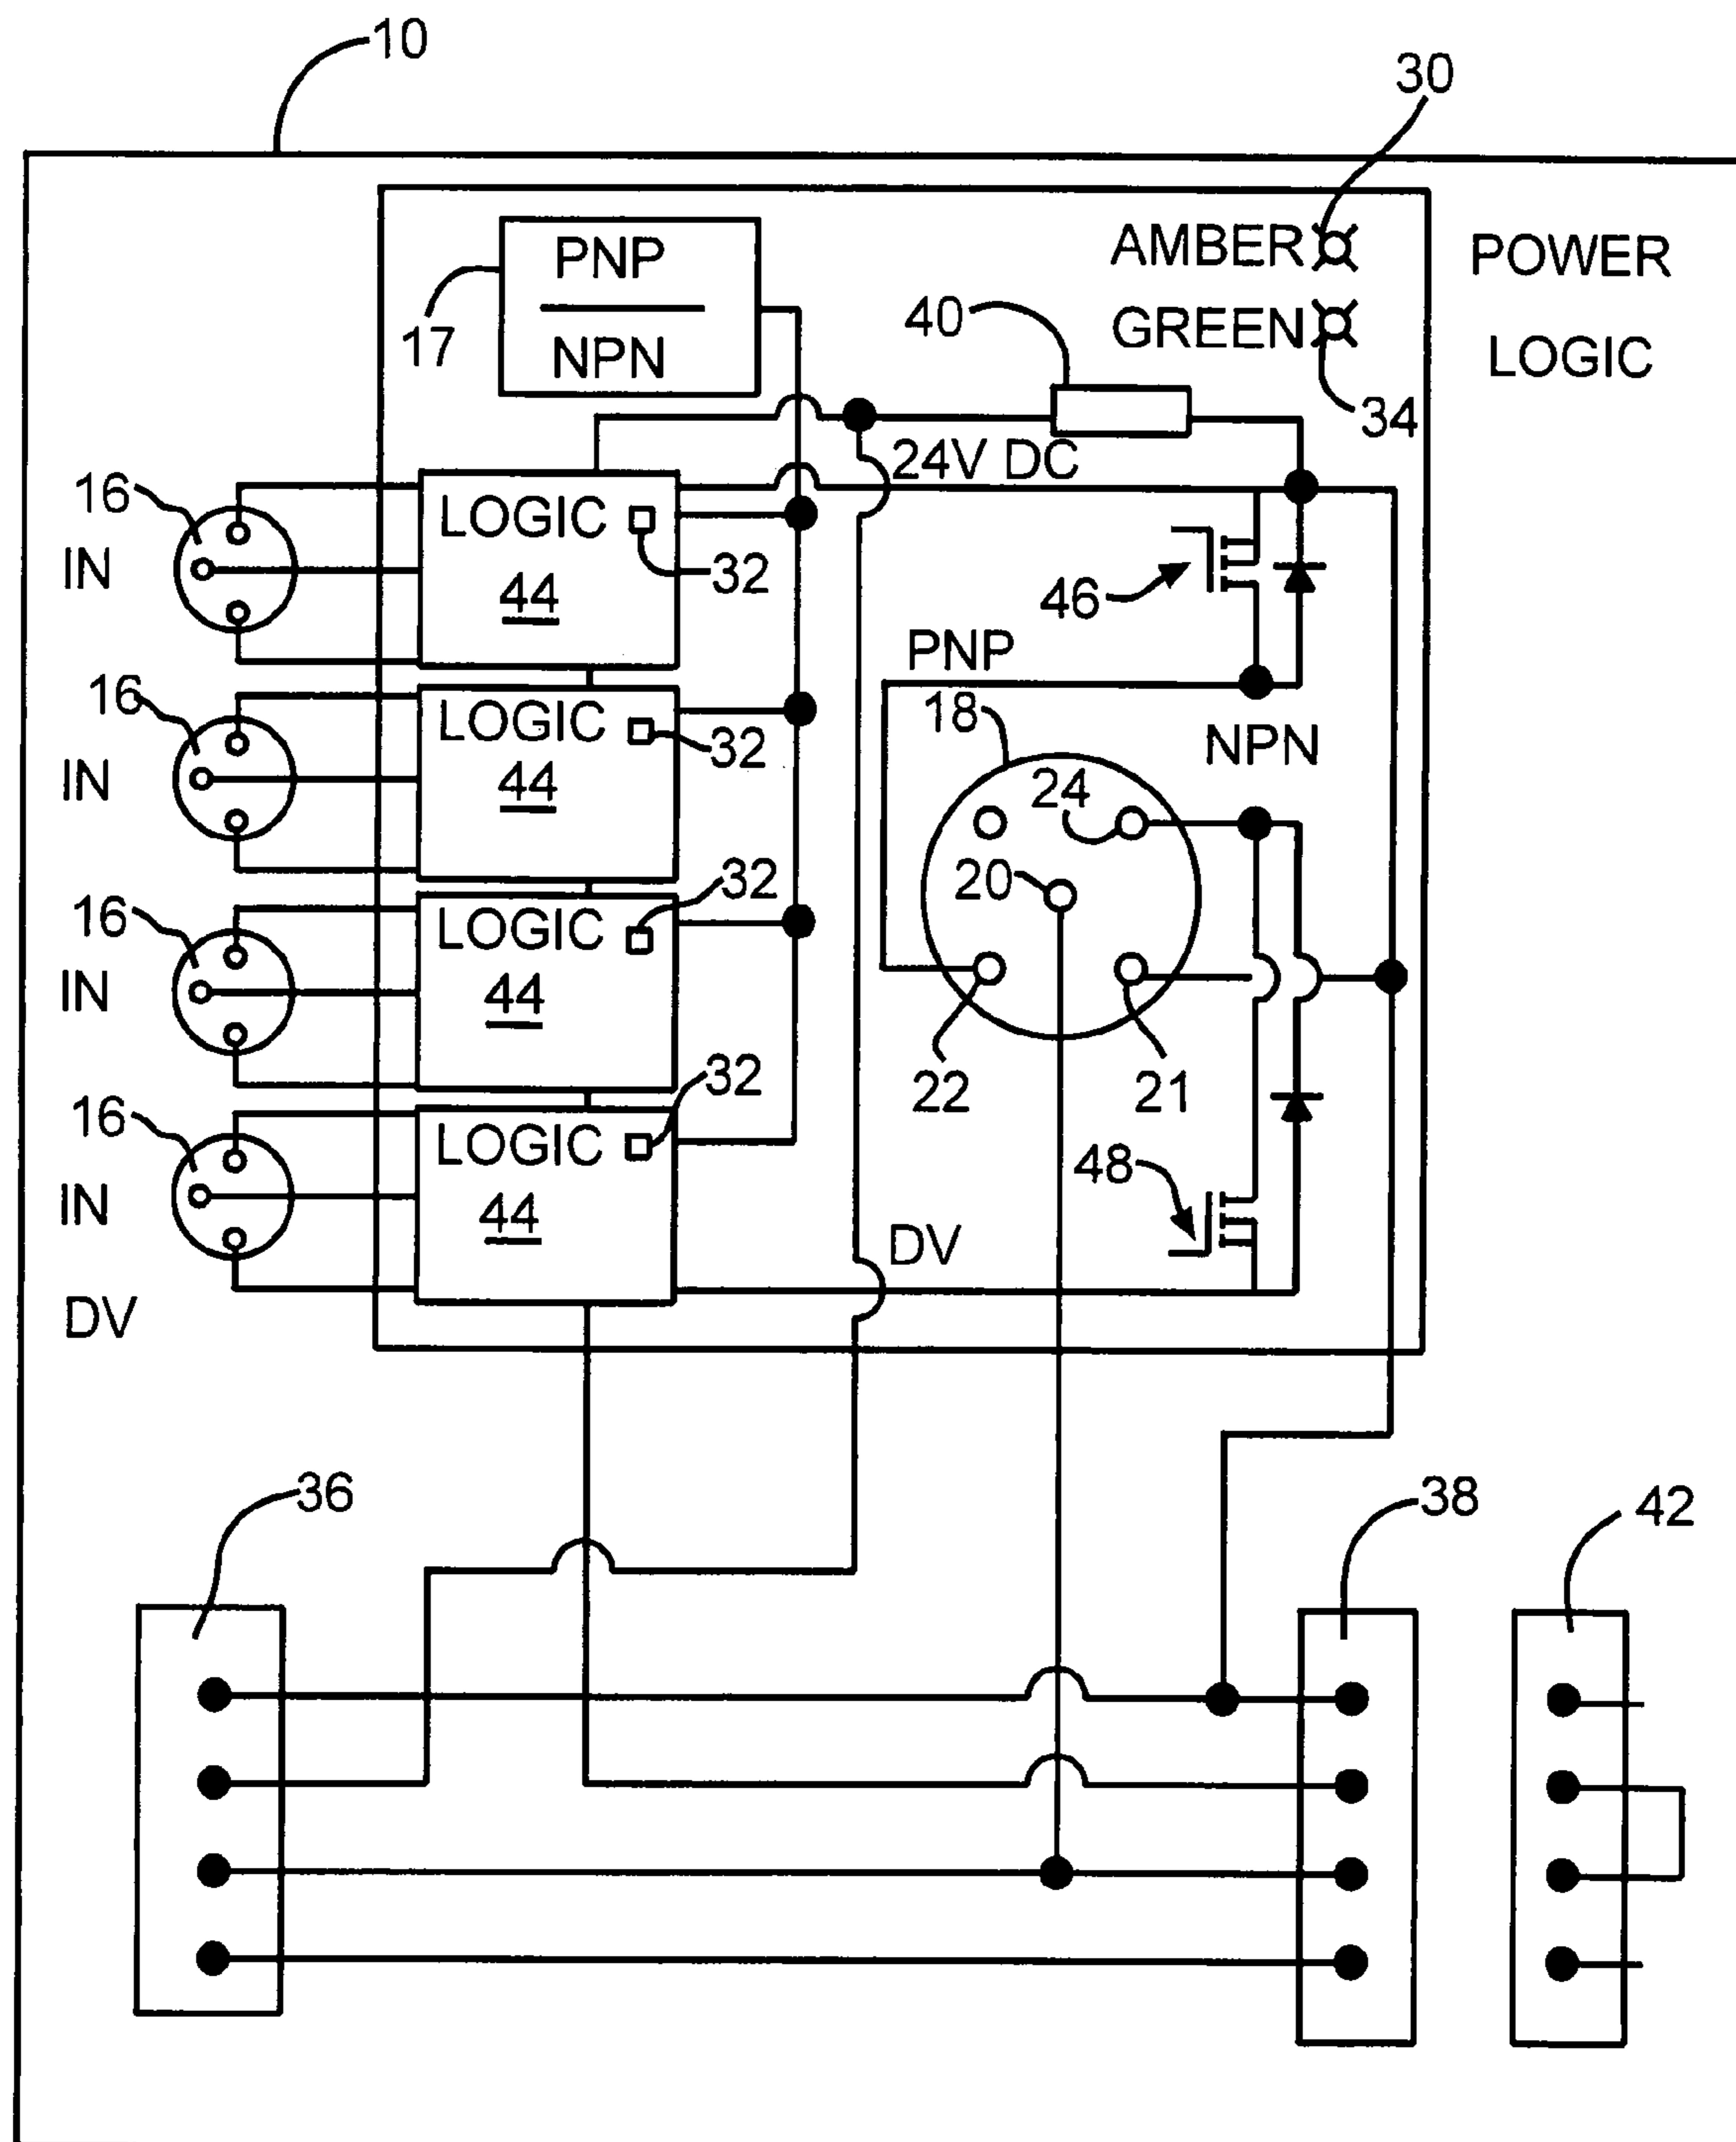 10
30
AMBER
POWER
GREEN
LOGIC
34
PNP
NPN
17
40
24V DC
16
IN
LOGIC
32
44
46
PNP
16
IN
LOGIC
32
44
18
NPN
24
20
16
IN
LOGIC
32
44
22
21
16
IN
LOGIC
32
44
48
DV
DV
36
38
42